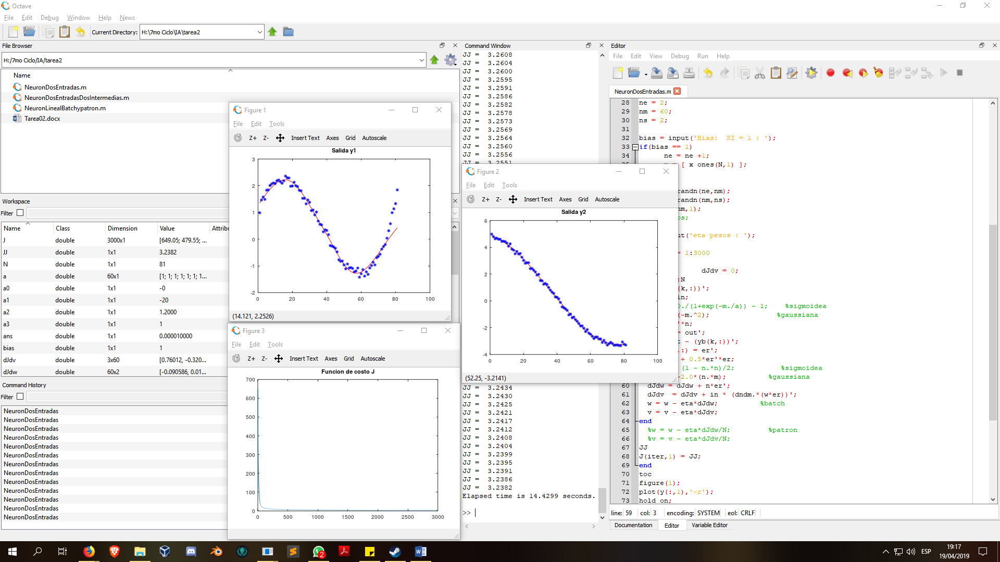 Octave
File Edit Debug Window Help News
Current Directory: H:\7mo Ciclo\IA\tarea2
File Browser
H:/7mo Ciclo/IA/tarea2
Name
NeuronDosEntradas.m
NeuronDosEntradasDosIntermedias.m
NeuronLinealBatchypatron.m
Tarea02.docx
Workspace
Filter
Name Class Dimension Value Attribu
J double 3000x1 [649.05; 479.55; ...
JJ double 1x1 3.2382
N double 1x1 81
a double 60x1 [1; 1; 1; 1; 1; 1; 1...
a0 double 1x1 -0
a1 double 1x1 -20
a2 double 1x1 1.2000
a3 double 1x1 1
ans double 1x1 0.000010000
bias double 1x1 1
dJdv double 3x60 [0.76012, -0.320...
dJdw double 60x2 [-0.090586, 0.01...
Command History
Filter
NeuronDosEntradas
NeuronDosEntradas
NeuronDosEntradas
NeuronDosEntradas
NeuronDosEntradas
NeuronDosEntradas
NeuronDosEntradas
NeuronDosEntradas
NeuronDosEntradas
NeuronDosEntradas
NeuronDosEntradas
NeuronDosEntradas
NeuronDosEntradas
Figure 1
File Edit Tools
Z+ Z- Insert Text Axes Grid Autoscale
Salida y1
3
2
1
0
-1
-2
0 20 40 60 80 100
(14.121, 2.2526)
Figure 3
File Edit Tools
Z+ Z- Insert Text Axes Grid Autoscale
Funcion de costo J
700
600
500
400
300
200
100
0
0 500 1000 1500 2000 2500 3000
Command Window
JJ = 3.2608
JJ = 3.2604
JJ = 3.2600
JJ = 3.2595
JJ = 3.2591
JJ = 3.2586
JJ = 3.2582
JJ = 3.2578
JJ = 3.2573
JJ = 3.2569
JJ = 3.2564
JJ = 3.2560
JJ = 3.2556
JJ = 3.2551
Figure 2
File Edit Tools
Z+ Z- Insert Text Axes Grid Autoscale
Salida y2
6
4
2
0
-2
-4
0 20 40 60 80 100
(52.25, -3.2141)
JJ = 3.2434
JJ = 3.2430
JJ = 3.2425
JJ = 3.2421
JJ = 3.2417
JJ = 3.2412
JJ = 3.2408
JJ = 3.2404
JJ = 3.2399
JJ = 3.2395
JJ = 3.2391
JJ = 3.2386
JJ = 3.2382
Elapsed time is 14.4299 seconds.
>>
Editor
File Edit View Debug Run Help
NeuronDosEntradas.m
28 ne = 2;
29 nm = 60;
30 ns = 2;
31
32 bias = input('Bias:  SI = 1 : ');
33 if(bias == 1)
34 ne = ne +1;
[ x ones(N,1) ];
randn(ne,nm);
randn(nm,ns);
nm,1);
os;
ut('eta pesos : ');
= 1:3000
dJdv = 0;
:N
(k,:))';
in;
0./(1+exp(-m./a)) - 1; %sigmoidea
(-m.^2); %gaussiana
'*n;
= out';
t - (yb(k,:))';
,:) = er';
+ 0.5*er'*er;
(1 - n.*n)/2; %sigmoidea
-2.0*(n.*m); %gaussiana
60 dJdw = dJdw + n*er';
61 dJdv  = dJdv + in * (dndm.*(w*er))';
62 w = w - eta*dJdw; %batch
63 v = v - eta*dJdv;
64 end
65 %w = w - eta*dJdw/N; %patron
66 %v = v - eta*dJdv/N;
67 JJ
68 J(iter,1) = JJ;
69 end
70 toc
71 figure(1);
72 plot(y(:,1),'-r');
73 hold on;
line: 59 col: 3 encoding: SYSTEM eol: CRLF
Documentation Editor Variable Editor
2
ESP
19:17
19/04/2019